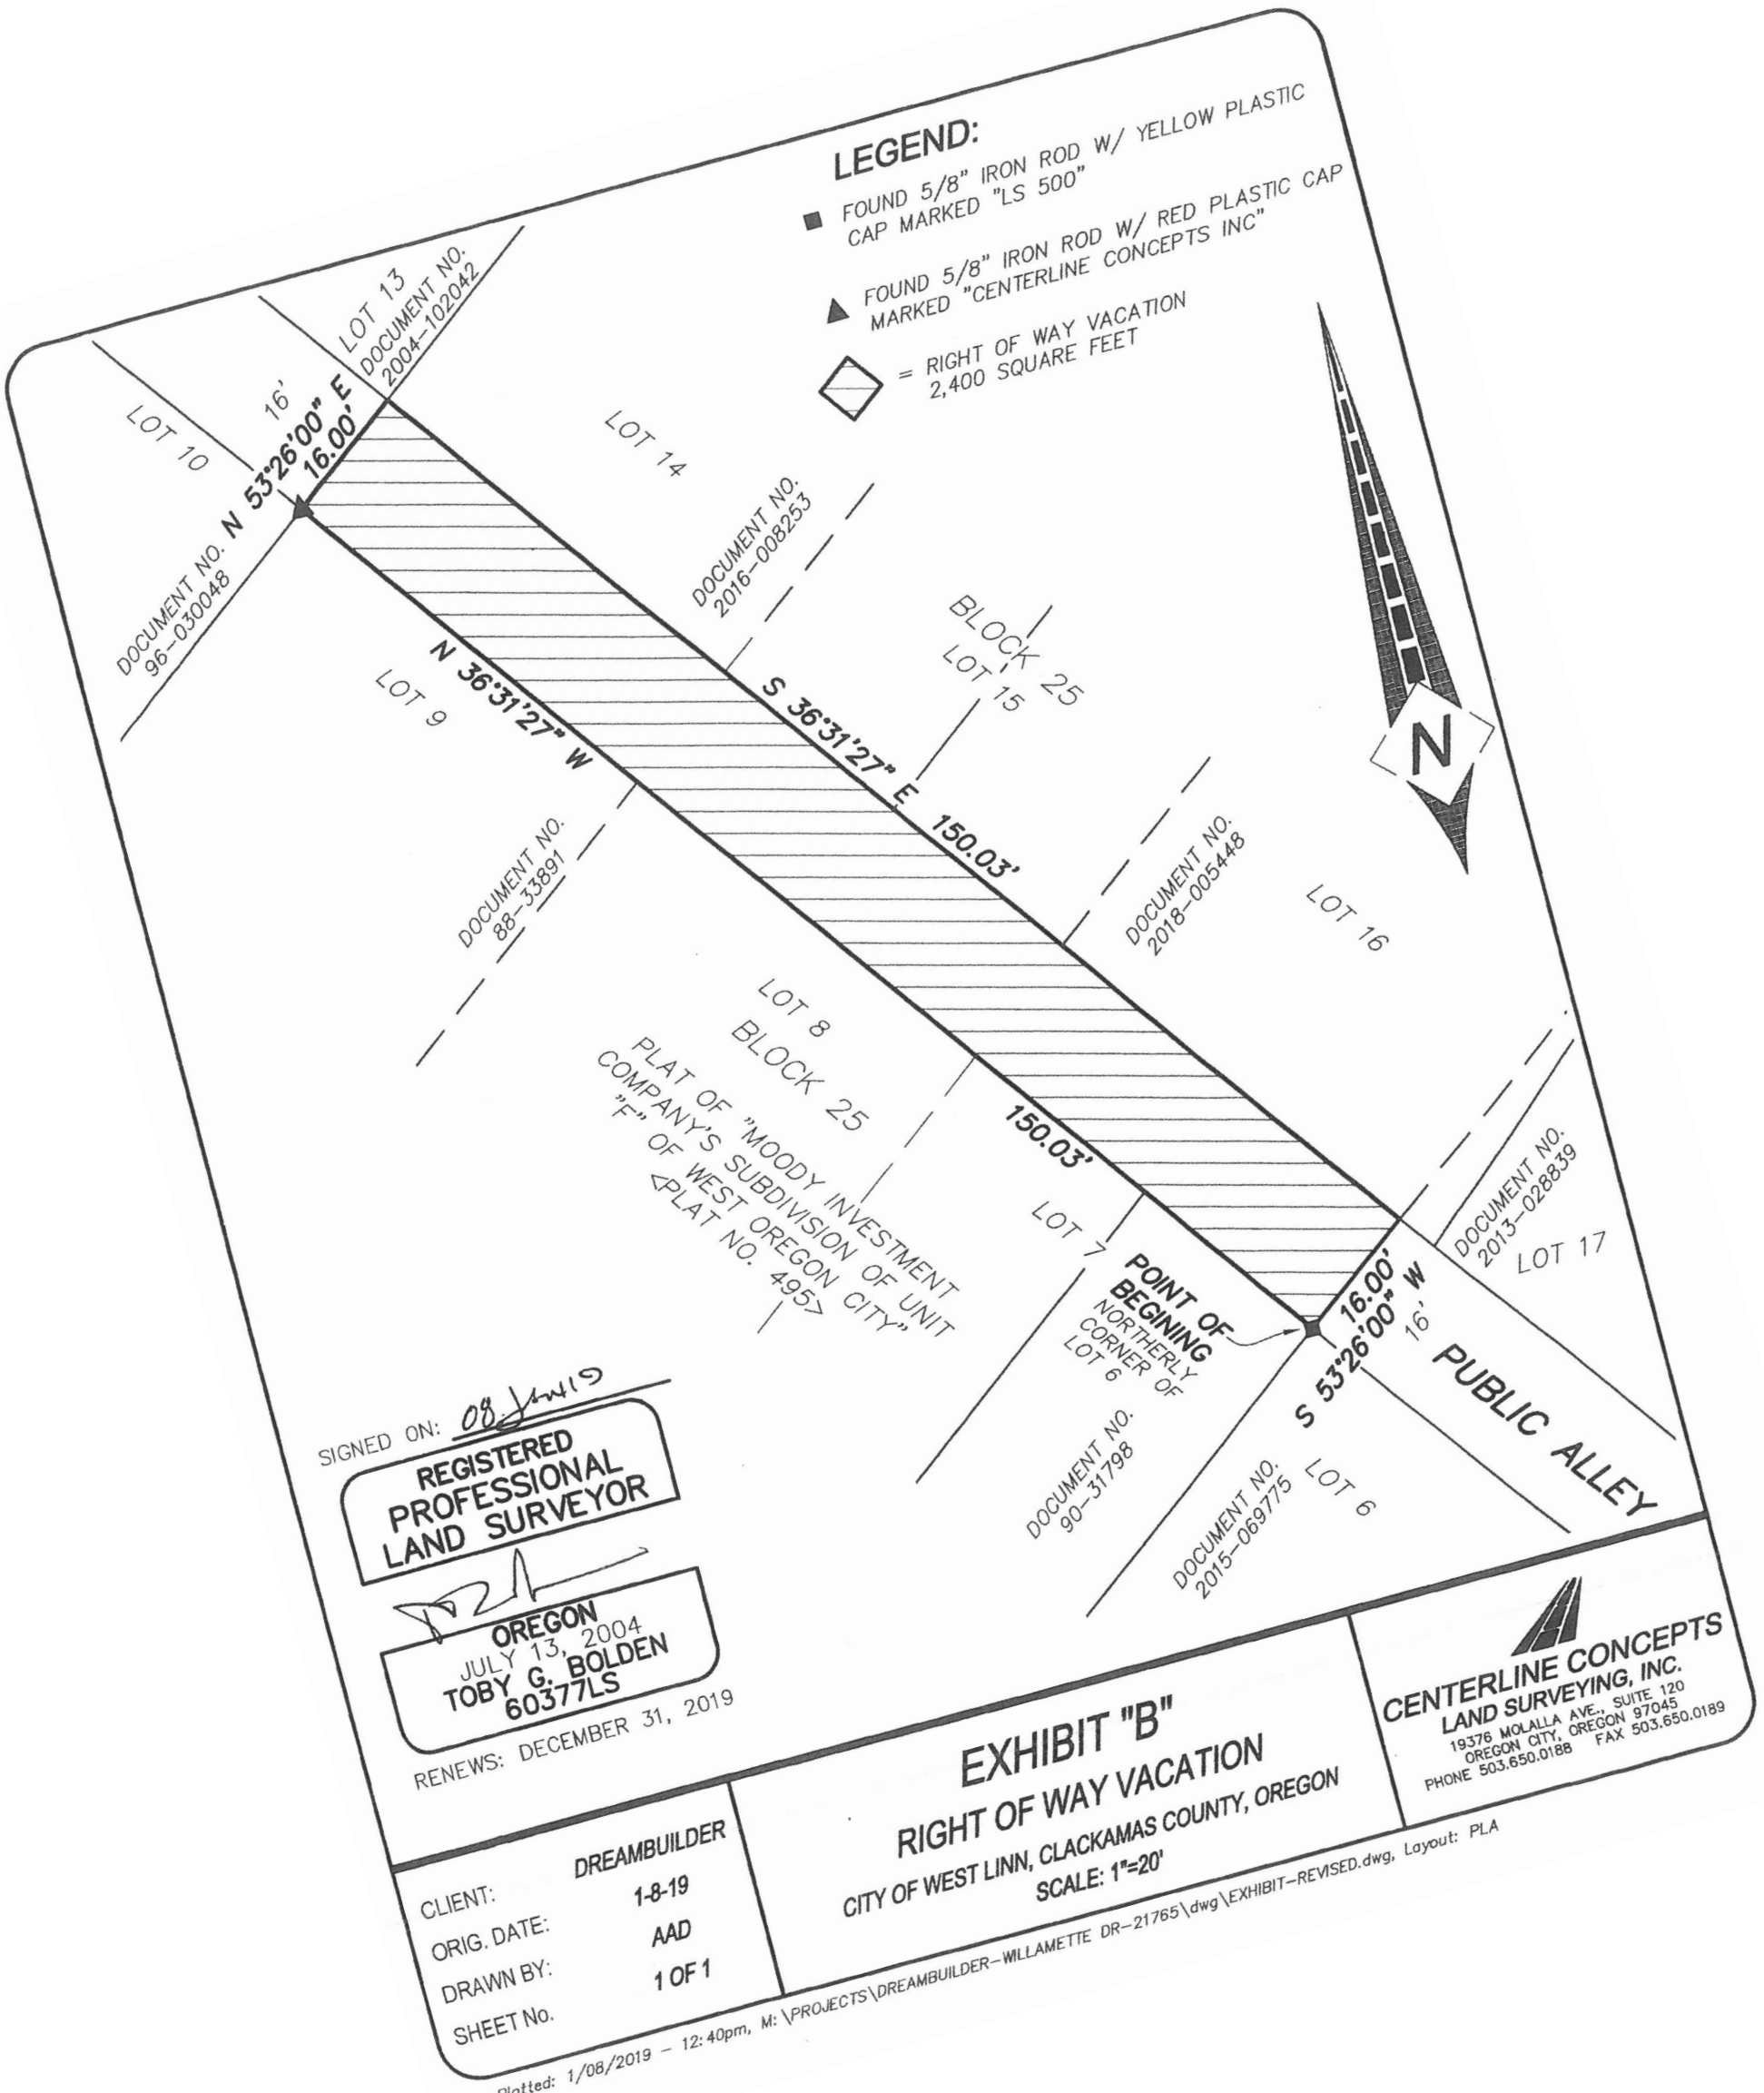 LEGEND:
FOUND 5/8" IRON ROD W/ YELLOW PLASTIC
CAP MARKED "LS 500"
FOUND 5/8" IRON ROD W/ RED PLASTIC CAP
MARKED "CENTERLINE CONCEPTS INC"
= RIGHT OF WAY VACATION
2,400 SQUARE FEET
LOT 13
DOCUMENT NO.
2004-102042
16'
LOT 10
N 53°26'00" E
16.00'
DOCUMENT NO.
96-030048
LOT 14
DOCUMENT NO.
2016-008253
LOT 9
N 36°31'27" W
BLOCK 25
LOT 15
S 36°31'27" E
150.03'
N
DOCUMENT NO.
88-33891
DOCUMENT NO.
2018-005448
LOT 16
LOT 8
BLOCK 25
PLAT OF "MOODY INVESTMENT
COMPANY'S SUBDIVISION OF UNIT
"F" OF WEST OREGON CITY"
<PLAT NO. 495>
150.03'
LOT 7
POINT OF
BEGINING
NORTHERLY
CORNER OF
LOT 6
DOCUMENT NO.
2013-028839
LOT 17
16.00'
S 53°26'00" W
16'
PUBLIC ALLEY
DOCUMENT NO.
90-31798
DOCUMENT NO.
2015-069775
LOT 6
SIGNED ON: 08 Jan 19
REGISTERED
PROFESSIONAL
LAND SURVEYOR
OREGON
JULY 13, 2004
TOBY G. BOLDEN
60377LS
RENEWS: DECEMBER 31, 2019
CLIENT: DREAMBUILDER
ORIG. DATE: 1-8-19
DRAWN BY: AAD
SHEET No. 1 OF 1
EXHIBIT "B"
RIGHT OF WAY VACATION
CITY OF WEST LINN, CLACKAMAS COUNTY, OREGON
SCALE: 1"=20'
CENTERLINE CONCEPTS
LAND SURVEYING, INC.
19376 MOLALLA AVE., SUITE 120
OREGON CITY, OREGON 97045
PHONE 503.650.0188 FAX 503.650.0189
Plotted: 1/08/2019 - 12:40pm, M:\PROJECTS\DREAMBUILDER-WILLAMETTE DR-21765\dwg\EXHIBIT-REVISED.dwg, Layout: PLA